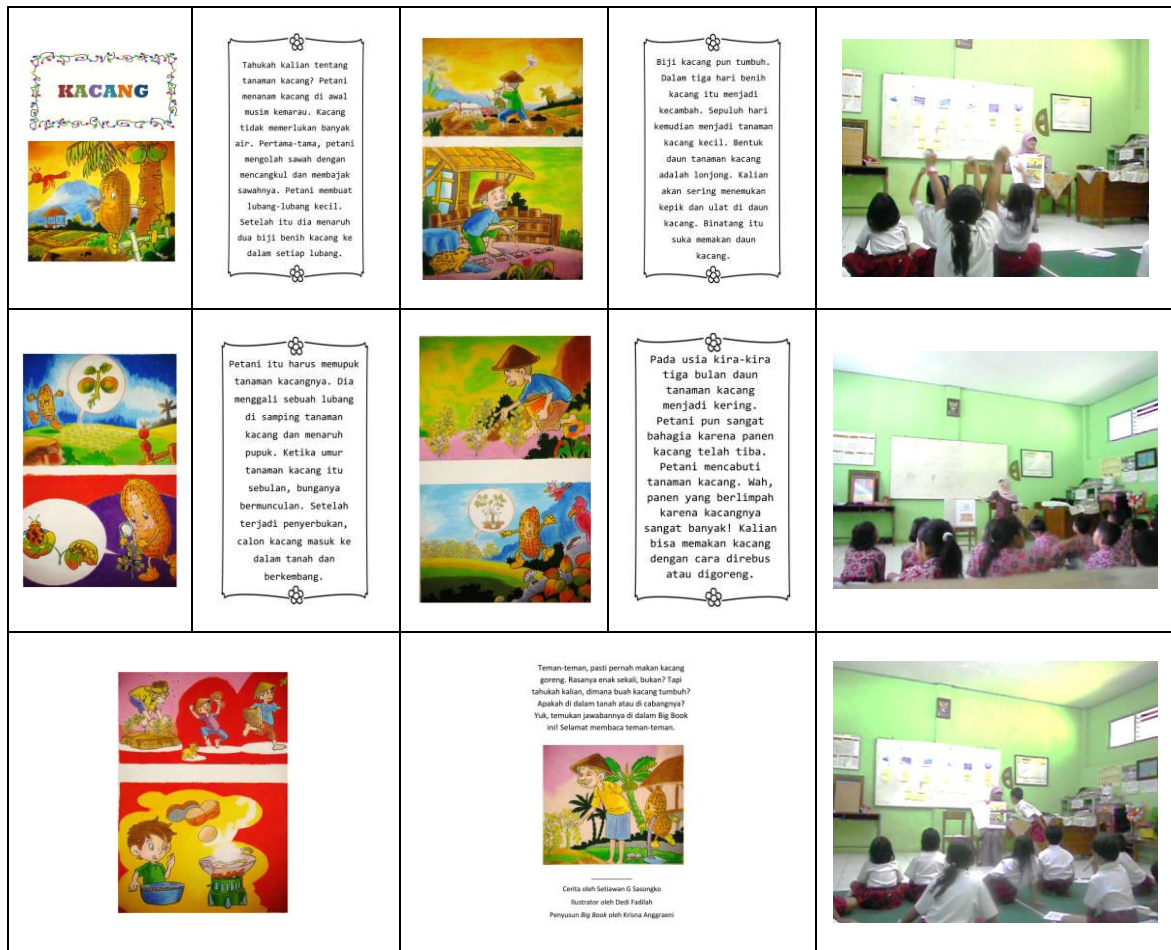 KACANG
Tahukah kalian tentang
tanaman kacang? Petani
menanam kacang di awal
musim kemarau. Kacang
tidak memerlukan banyak
air. Pertama-tama, petani
mengolah sawah dengan
mencangkul dan membajak
sawahnya. Petani membuat
lubang-lubang kecil.
Setelah itu dia menaruh
dua biji benih kacang ke
dalam setiap lubang.
Biji kacang pun tumbuh.
Dalam tiga hari benih
kacang itu menjadi
kecambah. Sepuluh hari
kemudian menjadi tanaman
kacang kecil. Bentuk
daun tanaman kacang
adalah lonjong. Kalian
akan sering menemukan
kepik dan ulat di daun
kacang. Binatang itu
suka memakan daun
kacang.
Petani itu harus memupuk
tanaman kacangnya. Dia
menggali sebuah lubang
di samping tanaman
kacang dan menaruh
pupuk. Ketika umur
tanaman kacang itu
sebulan, bunganya
bermunculan. Setelah
terjadi penyerbukan,
calon kacang masuk ke
dalam tanah dan
berkembang.
Pada usia kira-kira
tiga bulan daun
tanaman kacang
menjadi kering.
Petani pun sangat
bahagia karena panen
kacang telah tiba.
Petani mencabuti
tanaman kacang. Wah,
panen yang berlimpah
karena kacangnya
sangat banyak! Kalian
bisa memakan kacang
dengan cara direbus
atau digoreng.
Teman-teman, pasti pernah makan kacang
goreng. Rasanya enak sekali, bukan? Tapi
tahukah kalian, dimana buah kacang tumbuh?
Apakah di dalam tanah atau di cabangnya?
Yuk, temukan jawabannya di dalam Big Book
ini! Selamat membaca teman-teman.
Cerita oleh Setiawan G Sasongko
Ilustrator oleh Dedi Fadilah
Penyusun Big Book oleh Krisna Anggraeni